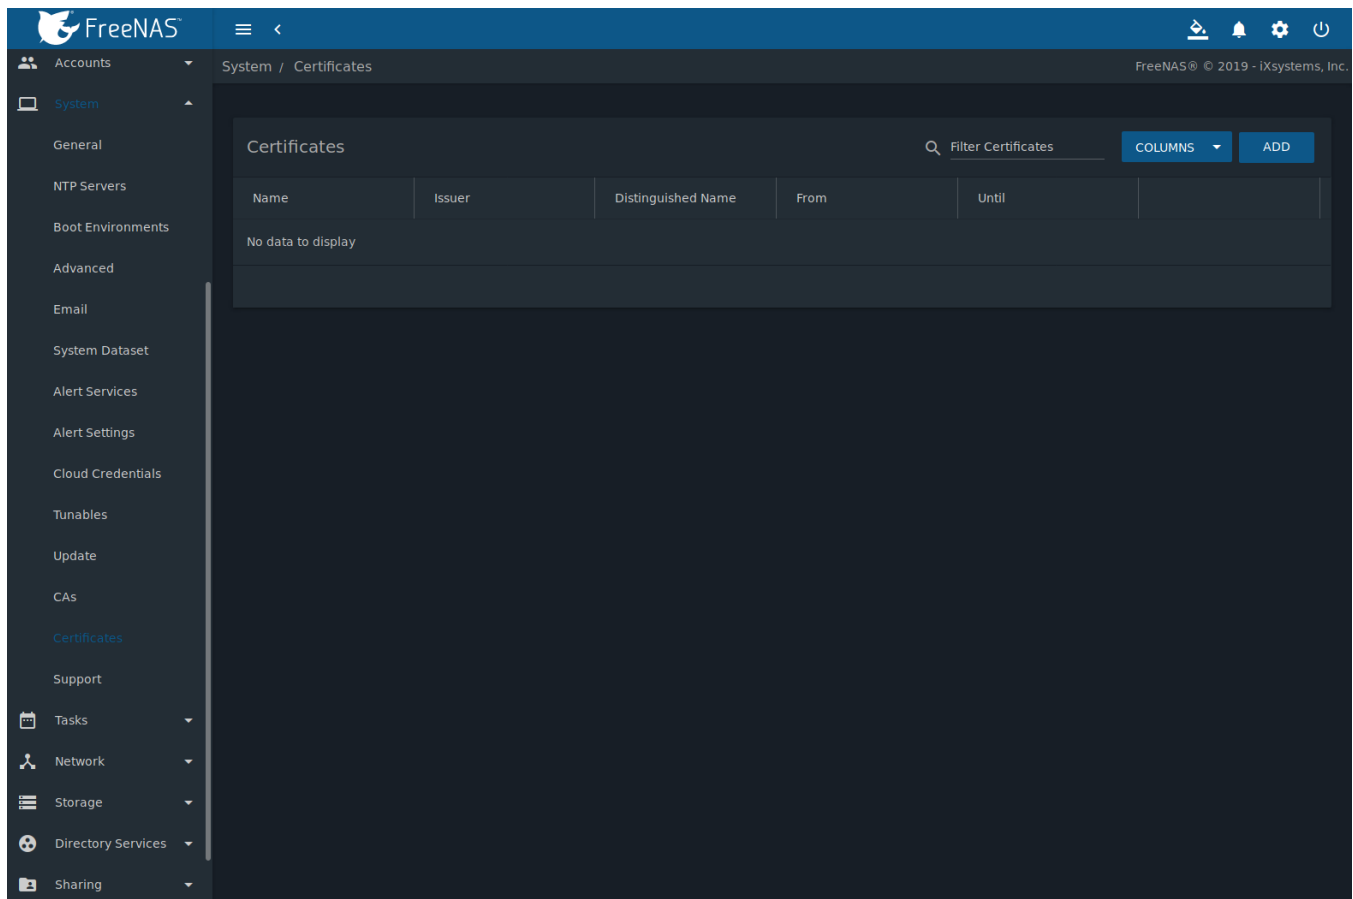 FreeNAS™
Accounts
System / Certificates
FreeNAS® © 2019 - iXsystems, Inc.
System
General
NTP Servers
Boot Environments
Advanced
Email
System Dataset
Alert Services
Alert Settings
Cloud Credentials
Tunables
Update
CAs
Certificates
Support
Tasks
Network
Storage
Directory Services
Sharing
Certificates
Filter Certificates
COLUMNS
ADD
Name Issuer Distinguished Name From Until
No data to display